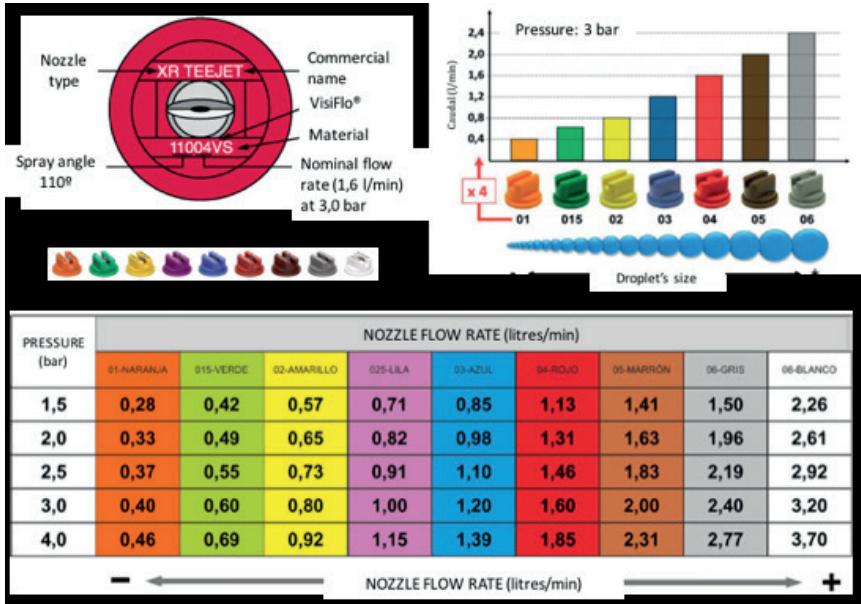 Nozzle
type
XR TEEJET
Commercial
name
VisiFlo®
Material
11004VS
Spray angle
110º
Nominal flow
rate (1,6 l/min)
at 3,0 bar
Pressure: 3 bar
Caudal (l/min)
2,4
2,0
1,6
1,2
0,8
0,4
x 4
01 015 02 03 04 05 06
- +
Droplet's size
PRESSURE
(bar)
NOZZLE FLOW RATE (litres/min)
01-NARANJA 015-VERDE 02-AMARILLO 025-LILA 03-AZUL 04-ROJO 05-MARRÓN 06-GRIS 08-BLANCO
1,5 0,28 0,42 0,57 0,71 0,85 1,13 1,41 1,50 2,26
2,0 0,33 0,49 0,65 0,82 0,98 1,31 1,63 1,96 2,61
2,5 0,37 0,55 0,73 0,91 1,10 1,46 1,83 2,19 2,92
3,0 0,40 0,60 0,80 1,00 1,20 1,60 2,00 2,40 3,20
4,0 0,46 0,69 0,92 1,15 1,39 1,85 2,31 2,77 3,70
- NOZZLE FLOW RATE (litres/min) +